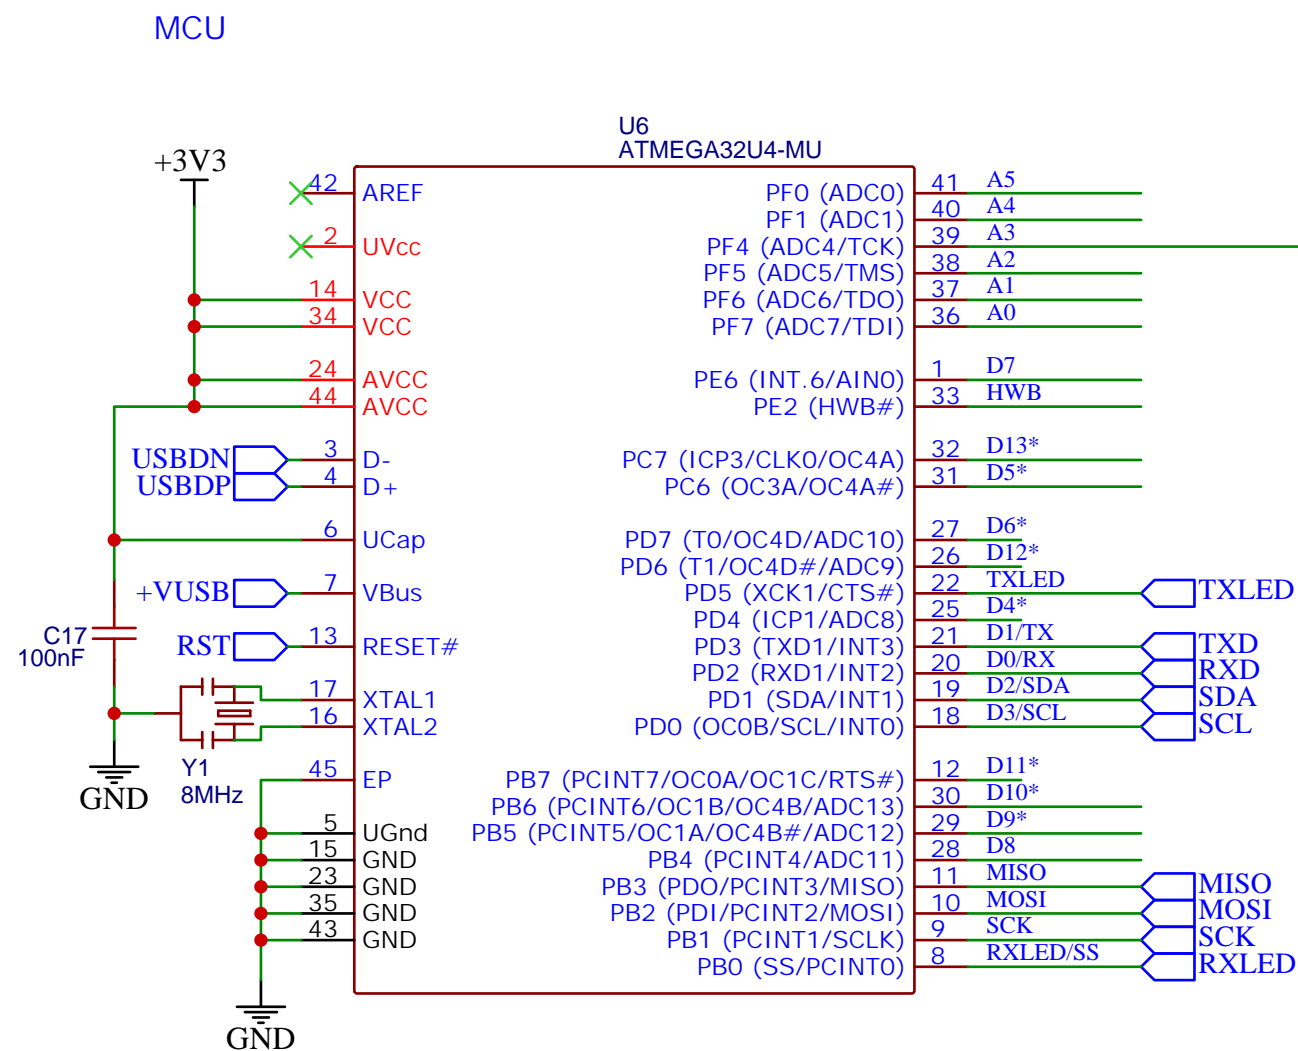 MCU
U6
ATMEGA32U4-MU
+3V3
42 AREF
2 UVcc
14 VCC
34 VCC
24 AVCC
44 AVCC
USBDN 3 D-
USBDP 4 D+
6 UCap
+VUSB 7 VBus
C17
100nF
RST 13 RESET#
17 XTAL1
16 XTAL2
Y1
8MHz
GND
45 EP
5 UGnd
15 GND
23 GND
35 GND
43 GND
GND
PF0 (ADC0) 41 A5
PF1 (ADC1) 40 A4
PF4 (ADC4/TCK) 39 A3
PF5 (ADC5/TMS) 38 A2
PF6 (ADC6/TDO) 37 A1
PF7 (ADC7/TDI) 36 A0
PE6 (INT.6/AIN0) 1 D7
PE2 (HWB#) 33 HWB
PC7 (ICP3/CLK0/OC4A) 32 D13*
PC6 (OC3A/OC4A#) 31 D5*
PD7 (T0/OC4D/ADC10) 27 D6*
PD6 (T1/OC4D#/ADC9) 26 D12*
PD5 (XCK1/CTS#) 22 TXLED TXLED
PD4 (ICP1/ADC8) 25 D4*
PD3 (TXD1/INT3) 21 D1/TX TXD
PD2 (RXD1/INT2) 20 D0/RX RXD
PD1 (SDA/INT1) 19 D2/SDA SDA
PD0 (OC0B/SCL/INT0) 18 D3/SCL SCL
PB7 (PCINT7/OC0A/OC1C/RTS#) 12 D11*
PB6 (PCINT6/OC1B/OC4B/ADC13) 30 D10*
PB5 (PCINT5/OC1A/OC4B#/ADC12) 29 D9*
PB4 (PCINT4/ADC11) 28 D8
PB3 (PDO/PCINT3/MISO) 11 MISO MISO
PB2 (PDI/PCINT2/MOSI) 10 MOSI MOSI
PB1 (PCINT1/SCLK) 9 SCK SCK
PB0 (SS/PCINT0) 8 RXLED/SS RXLED